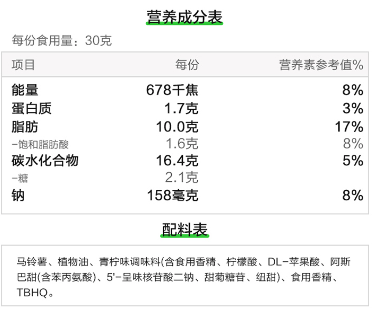 营养成分表
每份食用量：30克
项目 每份 营养素参考值%
能量 678千焦 8%
蛋白质 1.7克 3%
脂肪 10.0克 17%
-饱和脂肪酸 1.6克 8%
碳水化合物 16.4克 5%
-糖 2.1克
钠 158毫克 8%
配料表
马铃薯、植物油、青柠味调味料(含食用香精、柠檬酸、DL-苹果酸、阿斯
巴甜(含苯丙氨酸)、5'-呈味核苷酸二钠、甜菊糖苷、纽甜)、食用香精、
TBHQ。